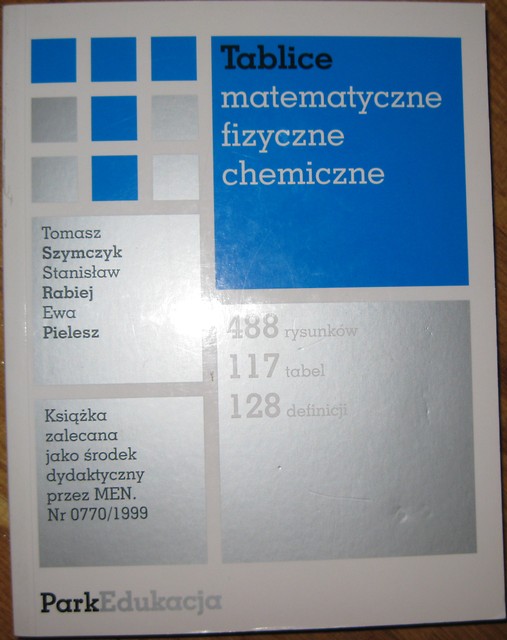 Tablice
matematyczne
fizyczne
chemiczne
Tomasz
Szymczyk
Stanisław
Rabiej
Ewa
Pielesz
488 rysunków
117 tabel
128 definicji
Książka
zalecana
jako środek
dydaktyczny
przez MEN.
Nr 0770/1999
ParkEdukacja